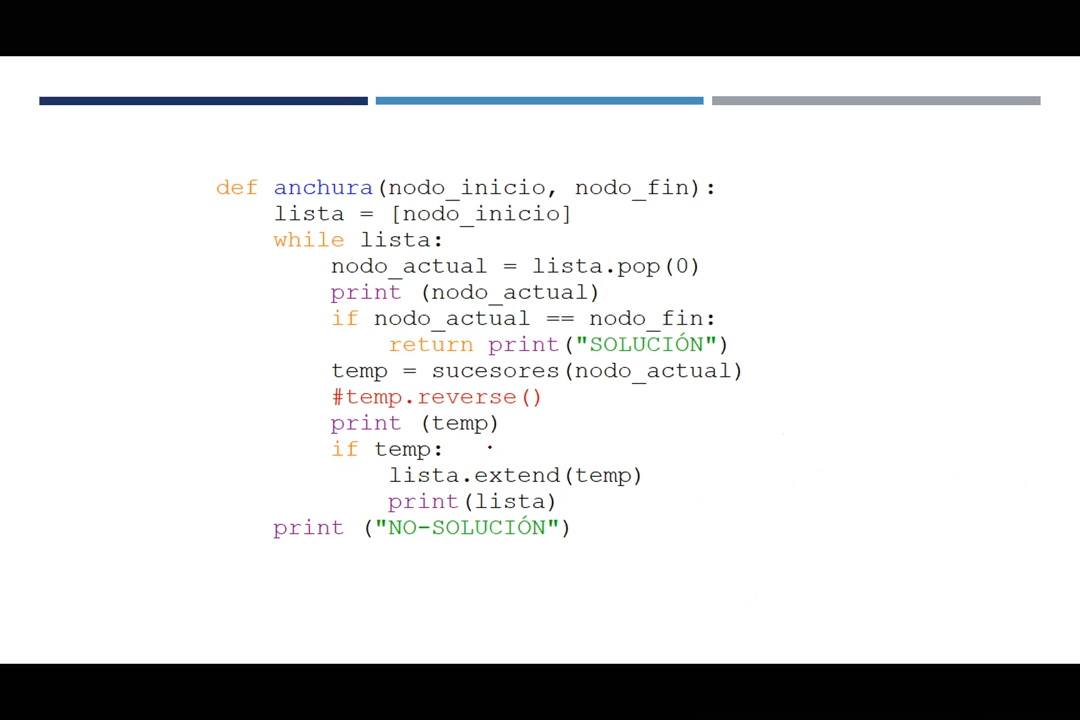 def anchura(nodo_inicio, nodo_fin):
    lista = [nodo_inicio]
    while lista:
        nodo_actual = lista.pop(0)
        print (nodo_actual)
        if nodo_actual == nodo_fin:
            return print("SOLUCIÓN")
        temp = sucesores(nodo_actual)
        #temp.reverse()
        print (temp)
        if temp:
            lista.extend(temp)
            print(lista)
    print ("NO-SOLUCIÓN")